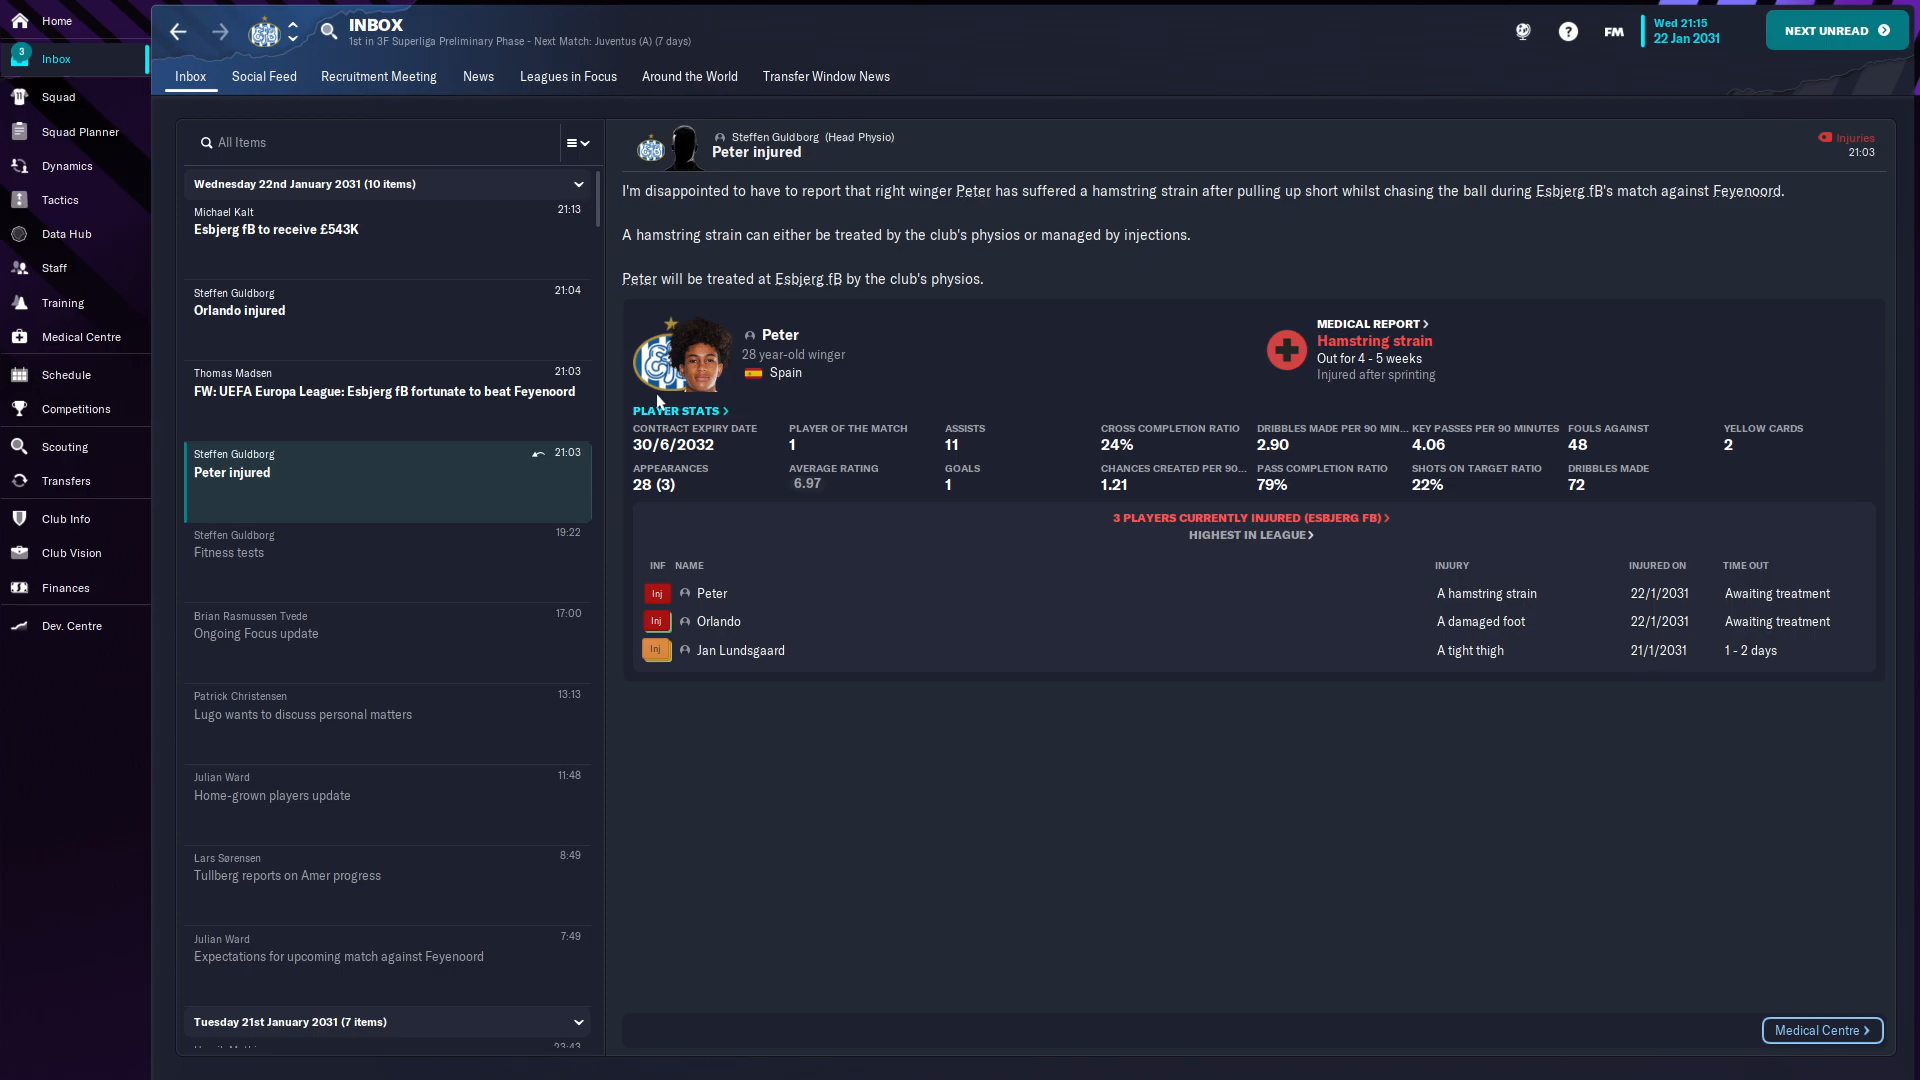 Home
3
Inbox
11
Squad
Squad Planner
Dynamics
Tactics
Data Hub
Staff
Training
Medical Centre
Schedule
Competitions
Scouting
Transfers
Club Info
Club Vision
Finances
Dev. Centre
INBOX
1st in 3F Superliga Preliminary Phase - Next Match: Juventus (A) (7 days)
?
FM
Wed 21:15
22 Jan 2031
NEXT UNREAD
Inbox
Social Feed
Recruitment Meeting
News
Leagues in Focus
Around the World
Transfer Window News
All Items
Wednesday 22nd January 2031 (10 items)
Michael Kalt 21:13
Esbjerg fB to receive £543K
Steffen Guldborg 21:04
Orlando injured
Thomas Madsen 21:03
FW: UEFA Europa League: Esbjerg fB fortunate to beat Feyenoord
Steffen Guldborg 21:03
Peter injured
Steffen Guldborg 19:22
Fitness tests
Brian Rasmussen Tvede 17:00
Ongoing Focus update
Patrick Christensen 13:13
Lugo wants to discuss personal matters
Julian Ward 11:48
Home-grown players update
Lars Sørensen 8:49
Tullberg reports on Amer progress
Julian Ward 7:49
Expectations for upcoming match against Feyenoord
Tuesday 21st January 2031 (7 items)
23:43
Steffen Guldborg (Head Physio)
Peter injured
Injuries
21:03
I'm disappointed to have to report that right winger Peter has suffered a hamstring strain after pulling up short whilst chasing the ball during Esbjerg fB's match against Feyenoord.
A hamstring strain can either be treated by the club's physios or managed by injections.
Peter will be treated at Esbjerg fB by the club's physios.
Peter
28 year-old winger
Spain
MEDICAL REPORT >
Hamstring strain
Out for 4 - 5 weeks
Injured after sprinting
PLAYER STATS >
CONTRACT EXPIRY DATE PLAYER OF THE MATCH ASSISTS CROSS COMPLETION RATIO DRIBBLES MADE PER 90 MIN... KEY PASSES PER 90 MINUTES FOULS AGAINST YELLOW CARDS
30/6/2032 1 11 24% 2.90 4.06 48 2
APPEARANCES AVERAGE RATING GOALS CHANCES CREATED PER 90... PASS COMPLETION RATIO SHOTS ON TARGET RATIO DRIBBLES MADE
28 (3) 6.97 1 1.21 79% 22% 72
3 PLAYERS CURRENTLY INJURED (ESBJERG FB) >
HIGHEST IN LEAGUE >
INF NAME INJURY INJURED ON TIME OUT
Inj Peter A hamstring strain 22/1/2031 Awaiting treatment
Inj Orlando A damaged foot 22/1/2031 Awaiting treatment
Inj Jan Lundsgaard A tight thigh 21/1/2031 1 - 2 days
Medical Centre >